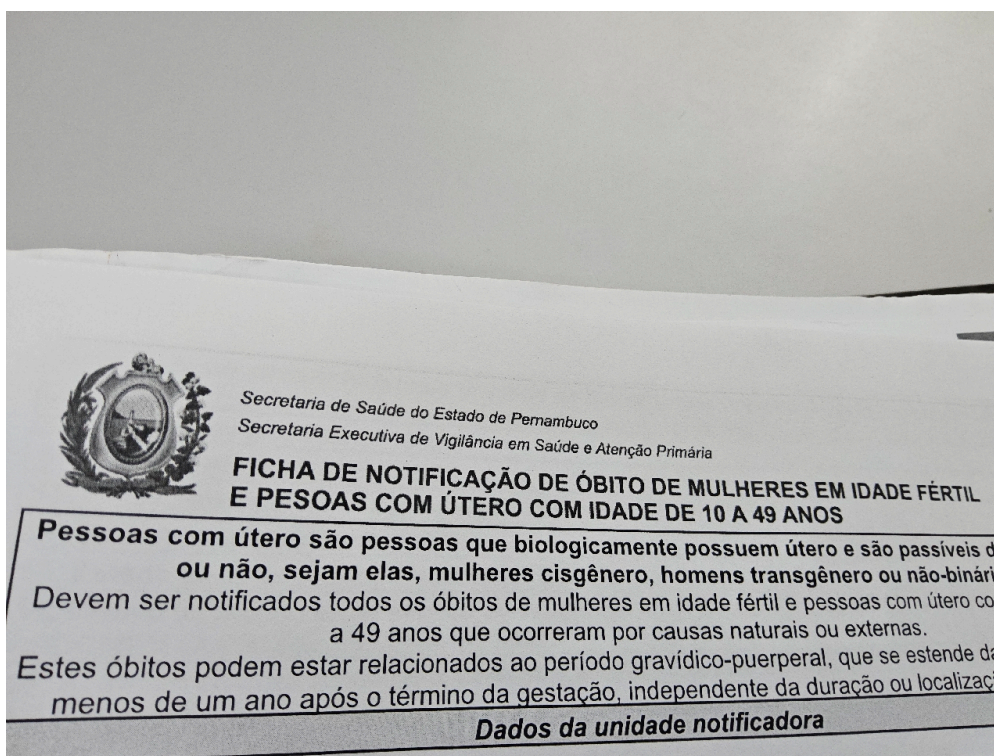 Secretaria de Saúde do Estado de Pernambuco
Secretaria Executiva de Vigilância em Saúde e Atenção Primária
FICHA DE NOTIFICAÇÃO DE ÓBITO DE MULHERES EM IDADE FÉRTIL
E PESOAS COM ÚTERO COM IDADE DE 10 A 49 ANOS
Pessoas com útero são pessoas que biologicamente possuem útero e são passíveis
ou não, sejam elas, mulheres cisgênero, homens transgênero ou
Devem ser notificados todos os óbitos de mulheres em idade fértil e pessoas com útero
a 49 anos que ocorreram por causas naturais ou externas.
Estes óbitos podem estar relacionados ao período gravídico-puerperal, que se estende
menos de um ano após o término da gestação, independente da duração ou
Dados da unidade notificadora